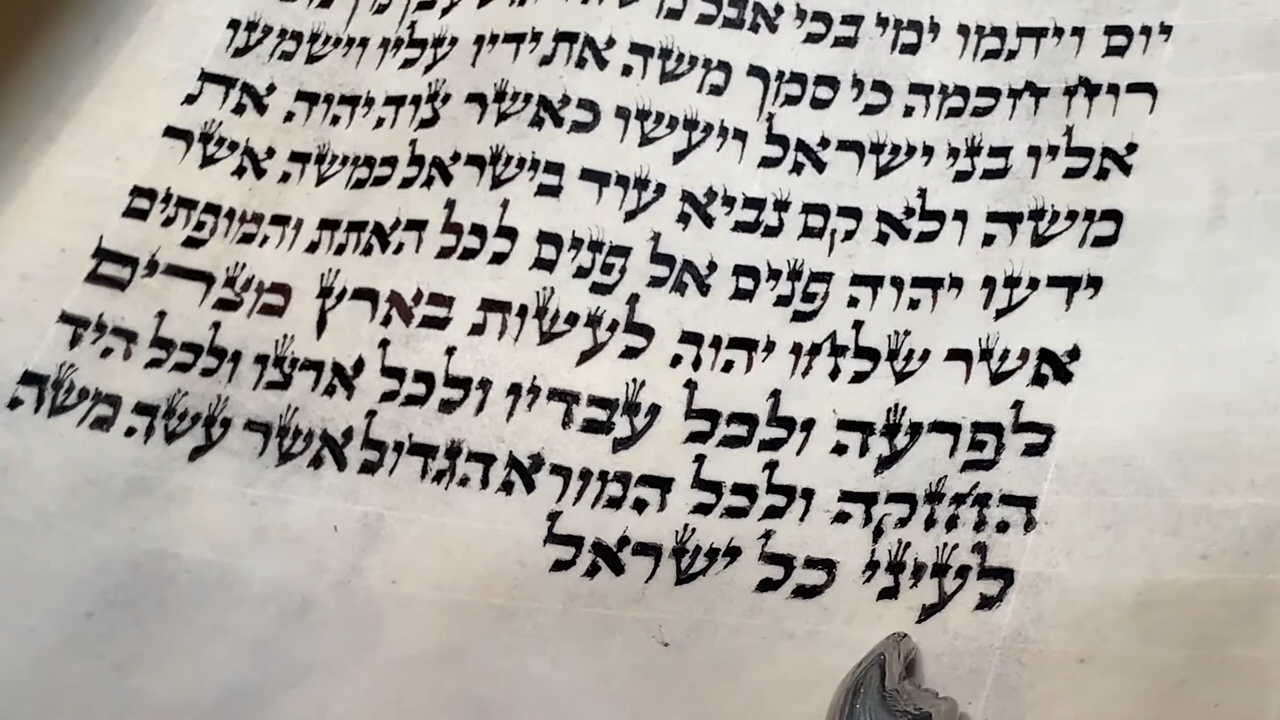 יום ויתמו ימי בכי אבל
רוח חכמה כי סמך משה את ידיו עליו וישמעו
אליו בני ישראל ויעשו כאשר צוה יהוה את
משה ולא קם נביא עוד בישראל כמשה אשר
ידעו יהוה פנים אל פנים לכל האתת והמופתים
אשר שלחו יהוה לעשות בארץ מצרים
לפרעה ולכל עבדיו ולכל ארצו ולכל היד
החזקה ולכל המורא הגדול אשר עשה משה
לעיני כל ישראל